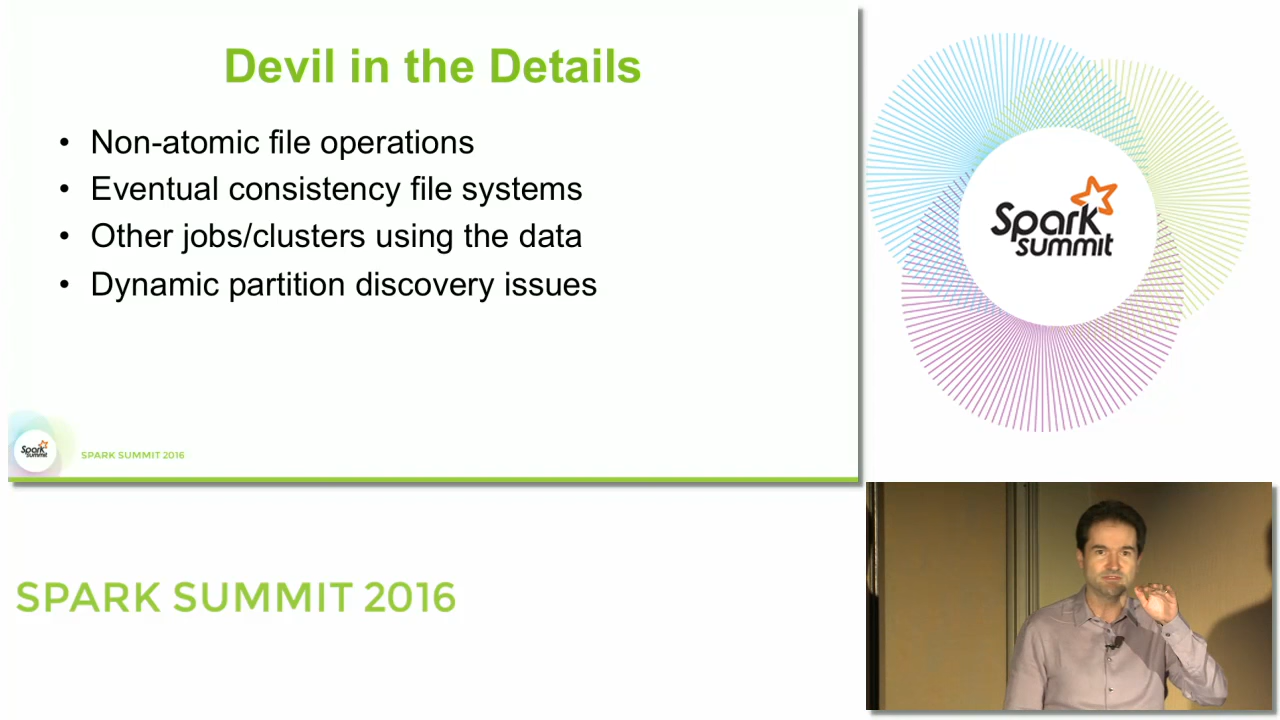 Devil in the Details
• Non-atomic file operations
• Eventual consistency file systems
• Other jobs/clusters using the data
• Dynamic partition discovery issues
Spark
summit
SPARK SUMMIT 2016
Spark
summit
SPARK SUMMIT 2016